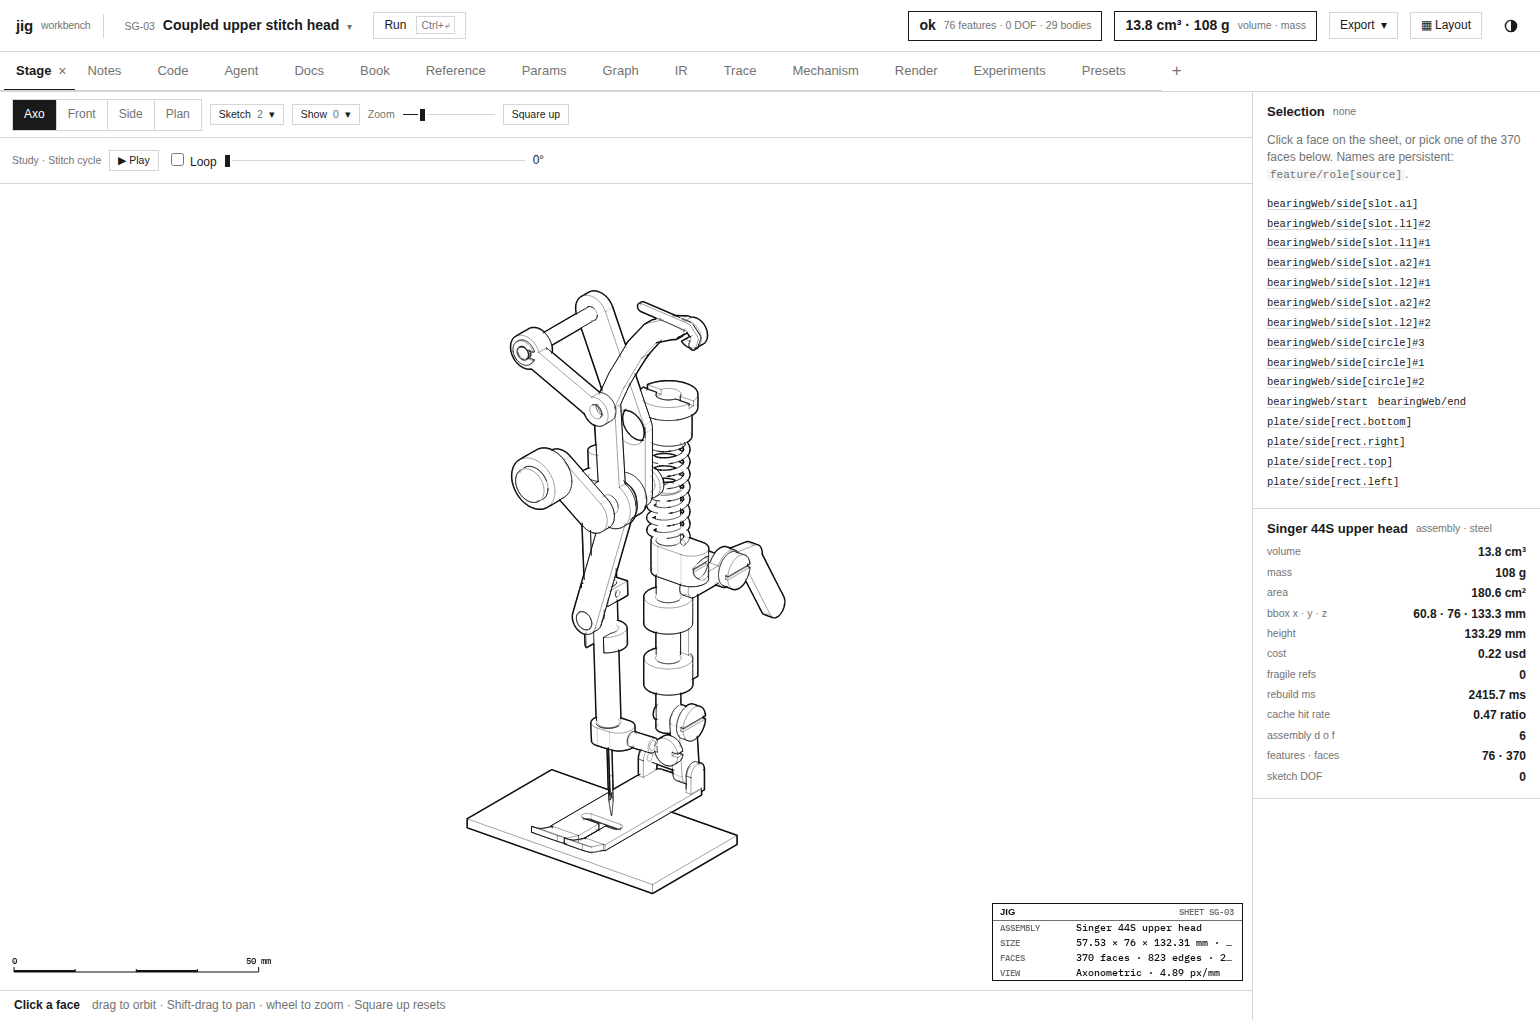 jig workbench SG-03 Coupled upper stitch head ▾ Run Ctrl+↵ ok 76 features · 0 DOF · 29 bodies 13.8 cm³ · 108 g volume · mass Export ▾ ▦ Layout
Stage × Notes Code Agent Docs Book Reference Params Graph IR Trace Mechanism Render Experiments Presets +
Axo Front Side Plan Sketch 2 ▾ Show 0 ▾ Zoom Square up
Study · Stitch cycle ▶ Play Loop 0°
Selection none
Click a face on the sheet, or pick one of the 370
faces below. Names are persistent:
feature/role[source].
bearingWeb/side[slot.a1]
bearingWeb/side[slot.l1]#2
bearingWeb/side[slot.l1]#1
bearingWeb/side[slot.a2]#1
bearingWeb/side[slot.l2]#1
bearingWeb/side[slot.a2]#2
bearingWeb/side[slot.l2]#2
bearingWeb/side[circle]#3
bearingWeb/side[circle]#1
bearingWeb/side[circle]#2
bearingWeb/start bearingWeb/end
plate/side[rect.bottom]
plate/side[rect.right]
plate/side[rect.top]
plate/side[rect.left]
Singer 44S upper head assembly · steel
volume 13.8 cm³
mass 108 g
area 180.6 cm²
bbox x · y · z 60.8 · 76 · 133.3 mm
height 133.29 mm
cost 0.22 usd
fragile refs 0
rebuild ms 2415.7 ms
cache hit rate 0.47 ratio
assembly d o f 6
features · faces 76 · 370
sketch DOF 0
JIG SHEET SG-03
ASSEMBLY Singer 44S upper head
SIZE 57.53 × 76 × 132.31 mm · …
FACES 370 faces · 823 edges · 2…
VIEW Axonometric · 4.89 px/mm
0 50 mm
Click a face drag to orbit · Shift-drag to pan · wheel to zoom · Square up resets